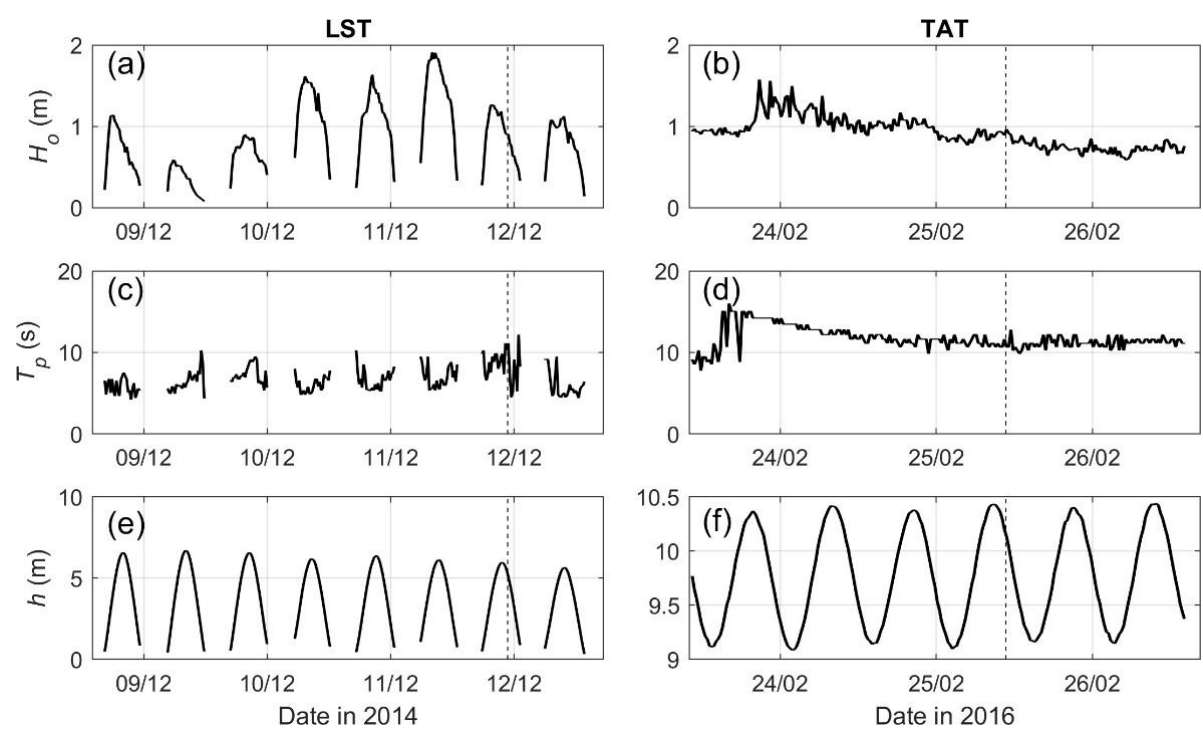 LST TAT
(a) (b)
H_o (m)
2 2
1 1
0 0
09/12 10/12 11/12 12/12 24/02 25/02 26/02
(c) (d)
T_p (s)
20 20
10 10
0 0
09/12 10/12 11/12 12/12 24/02 25/02 26/02
(e) (f)
h (m)
10 10.5
10
5 9.5
0 9
09/12 10/12 11/12 12/12 24/02 25/02 26/02
Date in 2014 Date in 2016